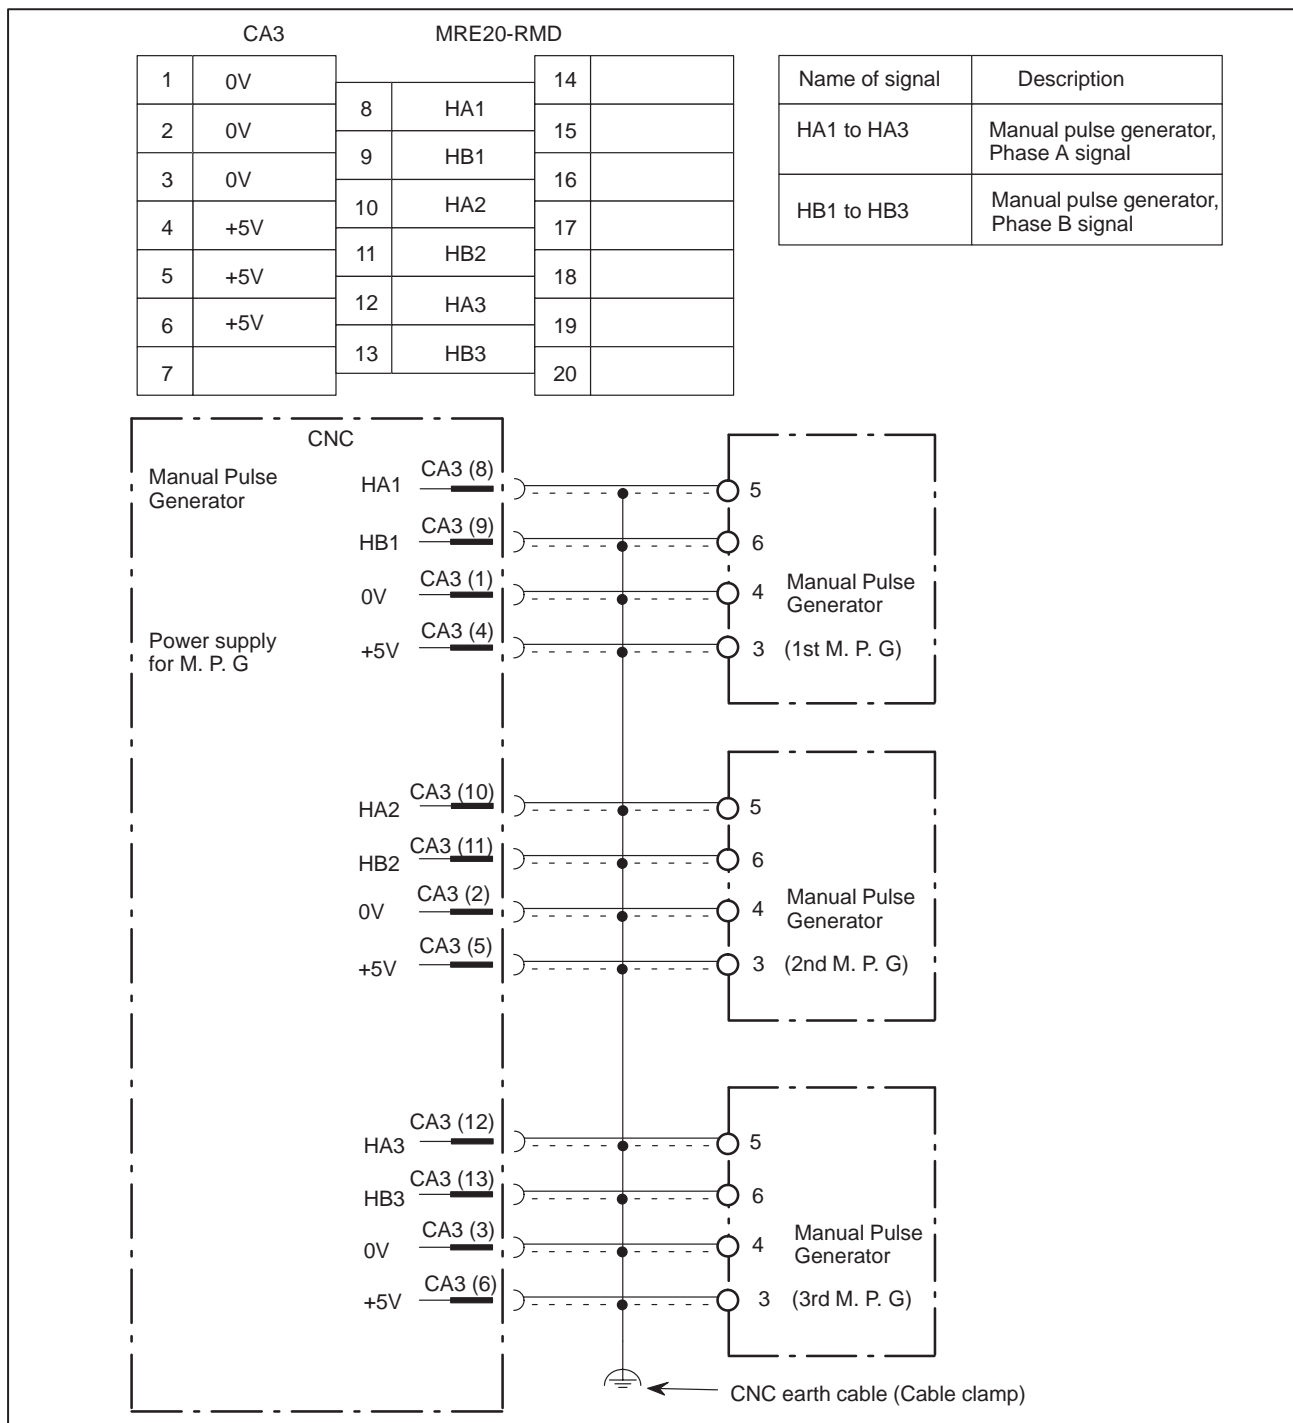 CA3 MRE20-RMD
1 0V 14
8 HA1
2 0V 15
9 HB1
3 0V 16
10 HA2
4 +5V 17
11 HB2
5 +5V 18
12 HA3
6 +5V 19
13 HB3
7 20
Name of signal Description
HA1 to HA3 Manual pulse generator,
Phase A signal
HB1 to HB3 Manual pulse generator,
Phase B signal
CNC
Manual Pulse
Generator
HA1 CA3 (8) 5
HB1 CA3 (9) 6
0V CA3 (1) 4
Manual Pulse
Generator
Power supply
for M. P. G
+5V CA3 (4) 3 (1st M. P. G)
HA2 CA3 (10) 5
HB2 CA3 (11) 6
0V CA3 (2) 4
Manual Pulse
Generator
+5V CA3 (5) 3 (2nd M. P. G)
HA3 CA3 (12) 5
HB3 CA3 (13) 6
0V CA3 (3) 4
Manual Pulse
Generator
+5V CA3 (6) 3 (3rd M. P. G)
CNC earth cable (Cable clamp)